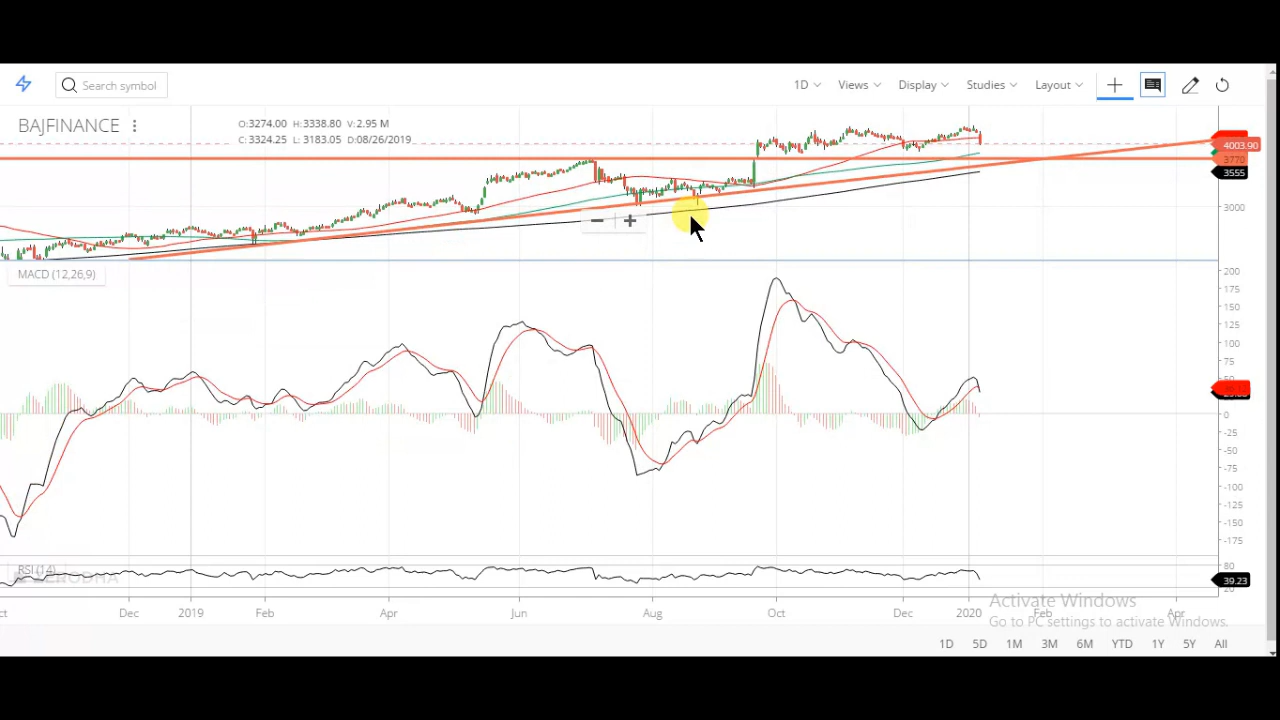 Search symbol 1D Views Display Studies Layout
BAJFINANCE
O:3274.00 H:3338.80 V:2.95 M
C:3324.25 L:3183.05 D:08/26/2019
4003.90
3770
3555
3000
MACD (12,26,9)
200
175
150
125
100
75
0
-25
-50
-75
-100
-125
-150
-175
RSI (14)
ZERODHA
80
39.23
Dec 2019 Feb Apr Jun Aug Oct Dec 2020 Feb Apr
Activate Windows
Go to PC settings to activate Windows.
1D 5D 1M 3M 6M YTD 1Y 5Y All